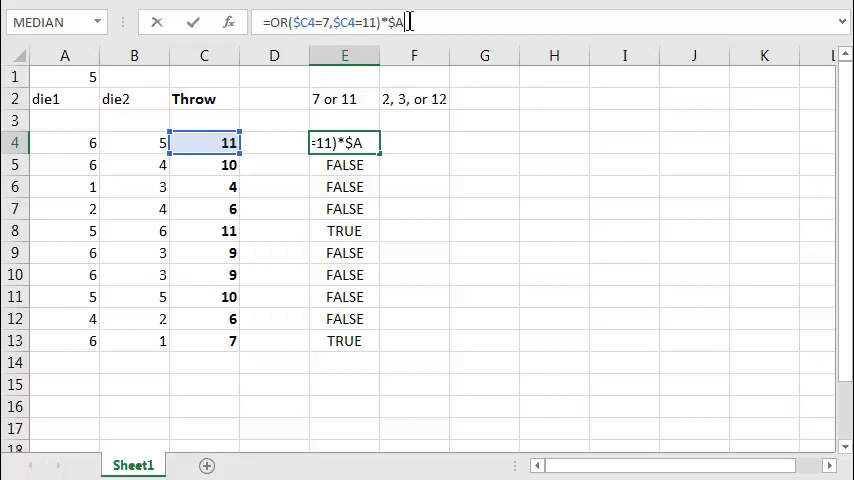 MEDIAN fx =OR($C4=7,$C4=11)*$A
A B C D E F G H I J K L
1 5
2 die1 die2 Throw 7 or 11 2, 3, or 12
3
4 6 5 11 =11)*$A
5 6 4 10 FALSE
6 1 3 4 FALSE
7 2 4 6 FALSE
8 5 6 11 TRUE
9 6 3 9 FALSE
10 6 3 9 FALSE
11 5 5 10 FALSE
12 4 2 6 FALSE
13 6 1 7 TRUE
14
15
16
17
18
Sheet1